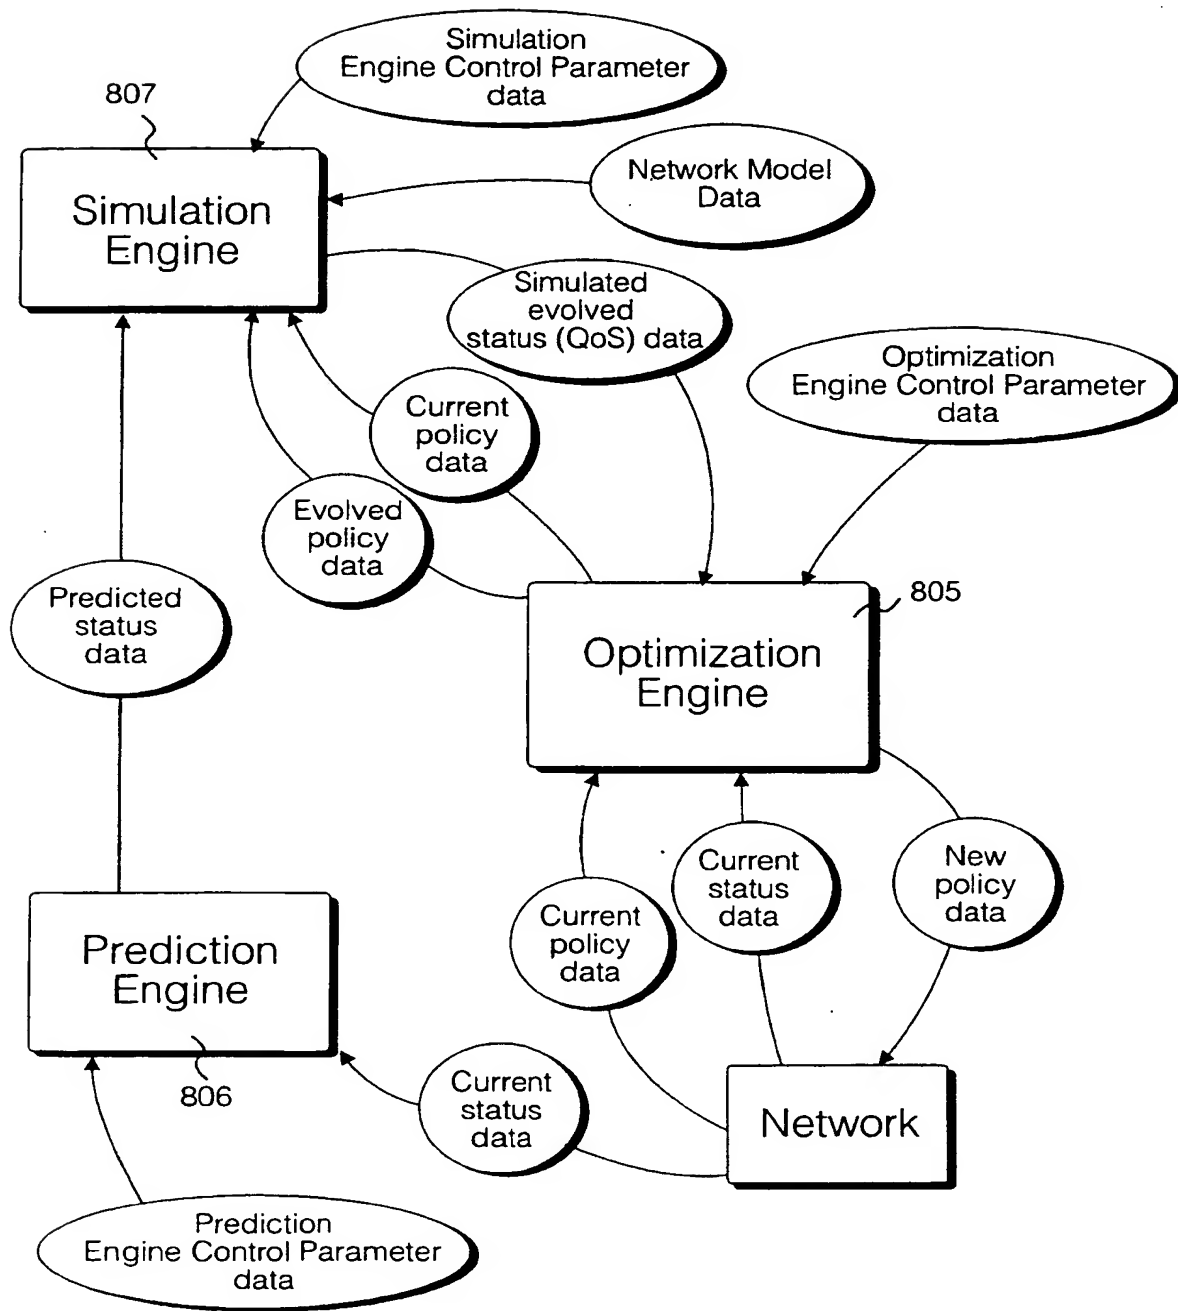 Simulation
Engine Control Parameter
data
807
Network Model
Data
Simulation
Engine
Simulated
evolved
status (QoS) data
Optimization
Engine Control Parameter
data
Current
policy
data
Evolved
policy
data
Predicted
status
data
805
Optimization
Engine
Current
policy
data
Current
status
data
New
policy
data
Prediction
Engine
806
Current
status
data
Network
Prediction
Engine Control Parameter
data